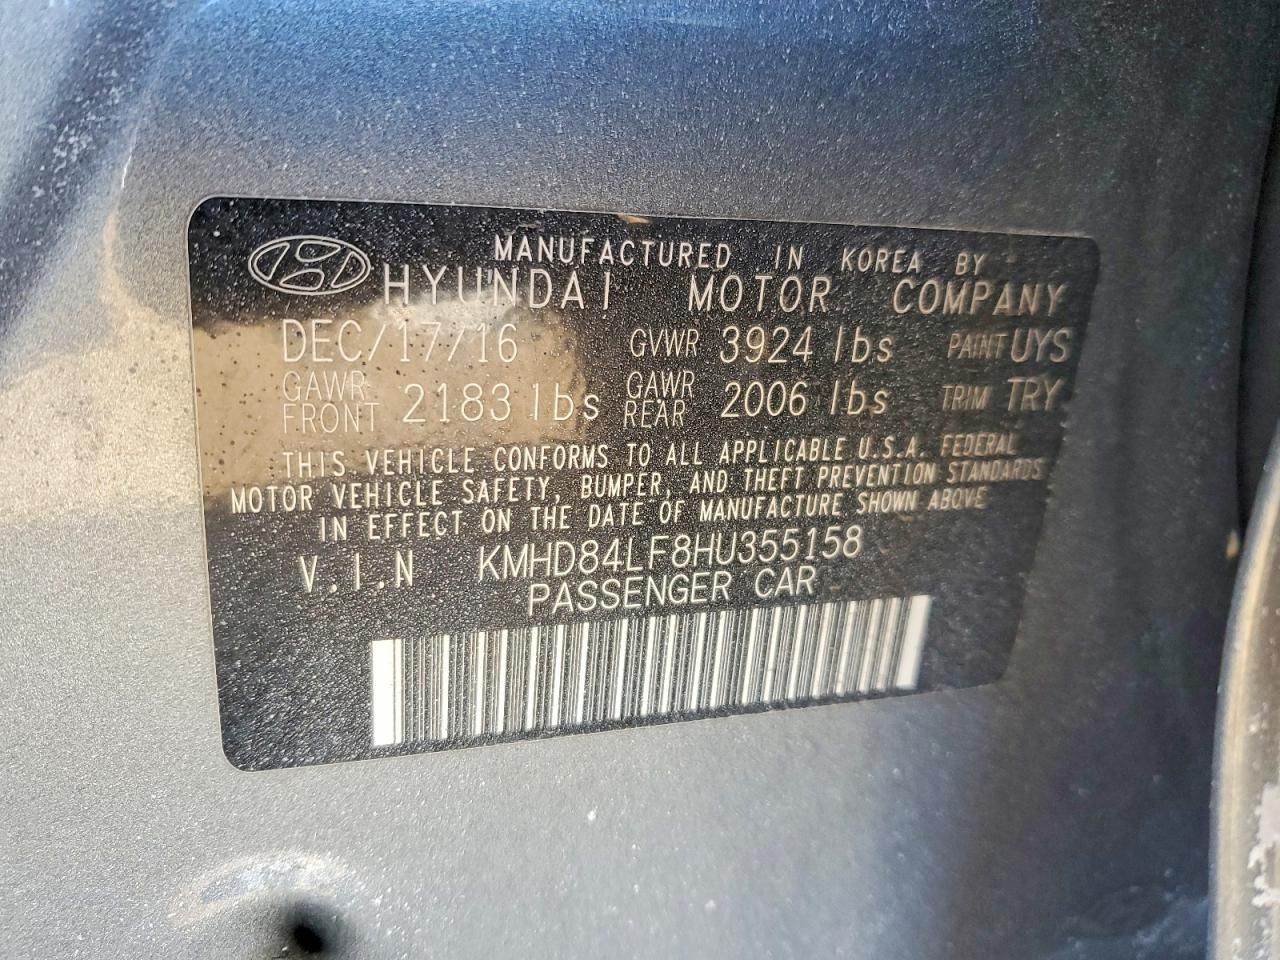 MANUFACTURED IN KOREA BY
HYUNDAI MOTOR COMPANY
DEC/17/16 GVWR 3924 lbs PAINT UYS
GAWR FRONT 2183 lbs GAWR REAR 2006 lbs TRIM TRY
THIS VEHICLE CONFORMS TO ALL APPLICABLE U.S.A. FEDERAL
MOTOR VEHICLE SAFETY, BUMPER, AND THEFT PREVENTION STANDARDS
IN EFFECT ON THE DATE OF MANUFACTURE SHOWN ABOVE
V.I.N KMHD84LF8HU355158
PASSENGER CAR